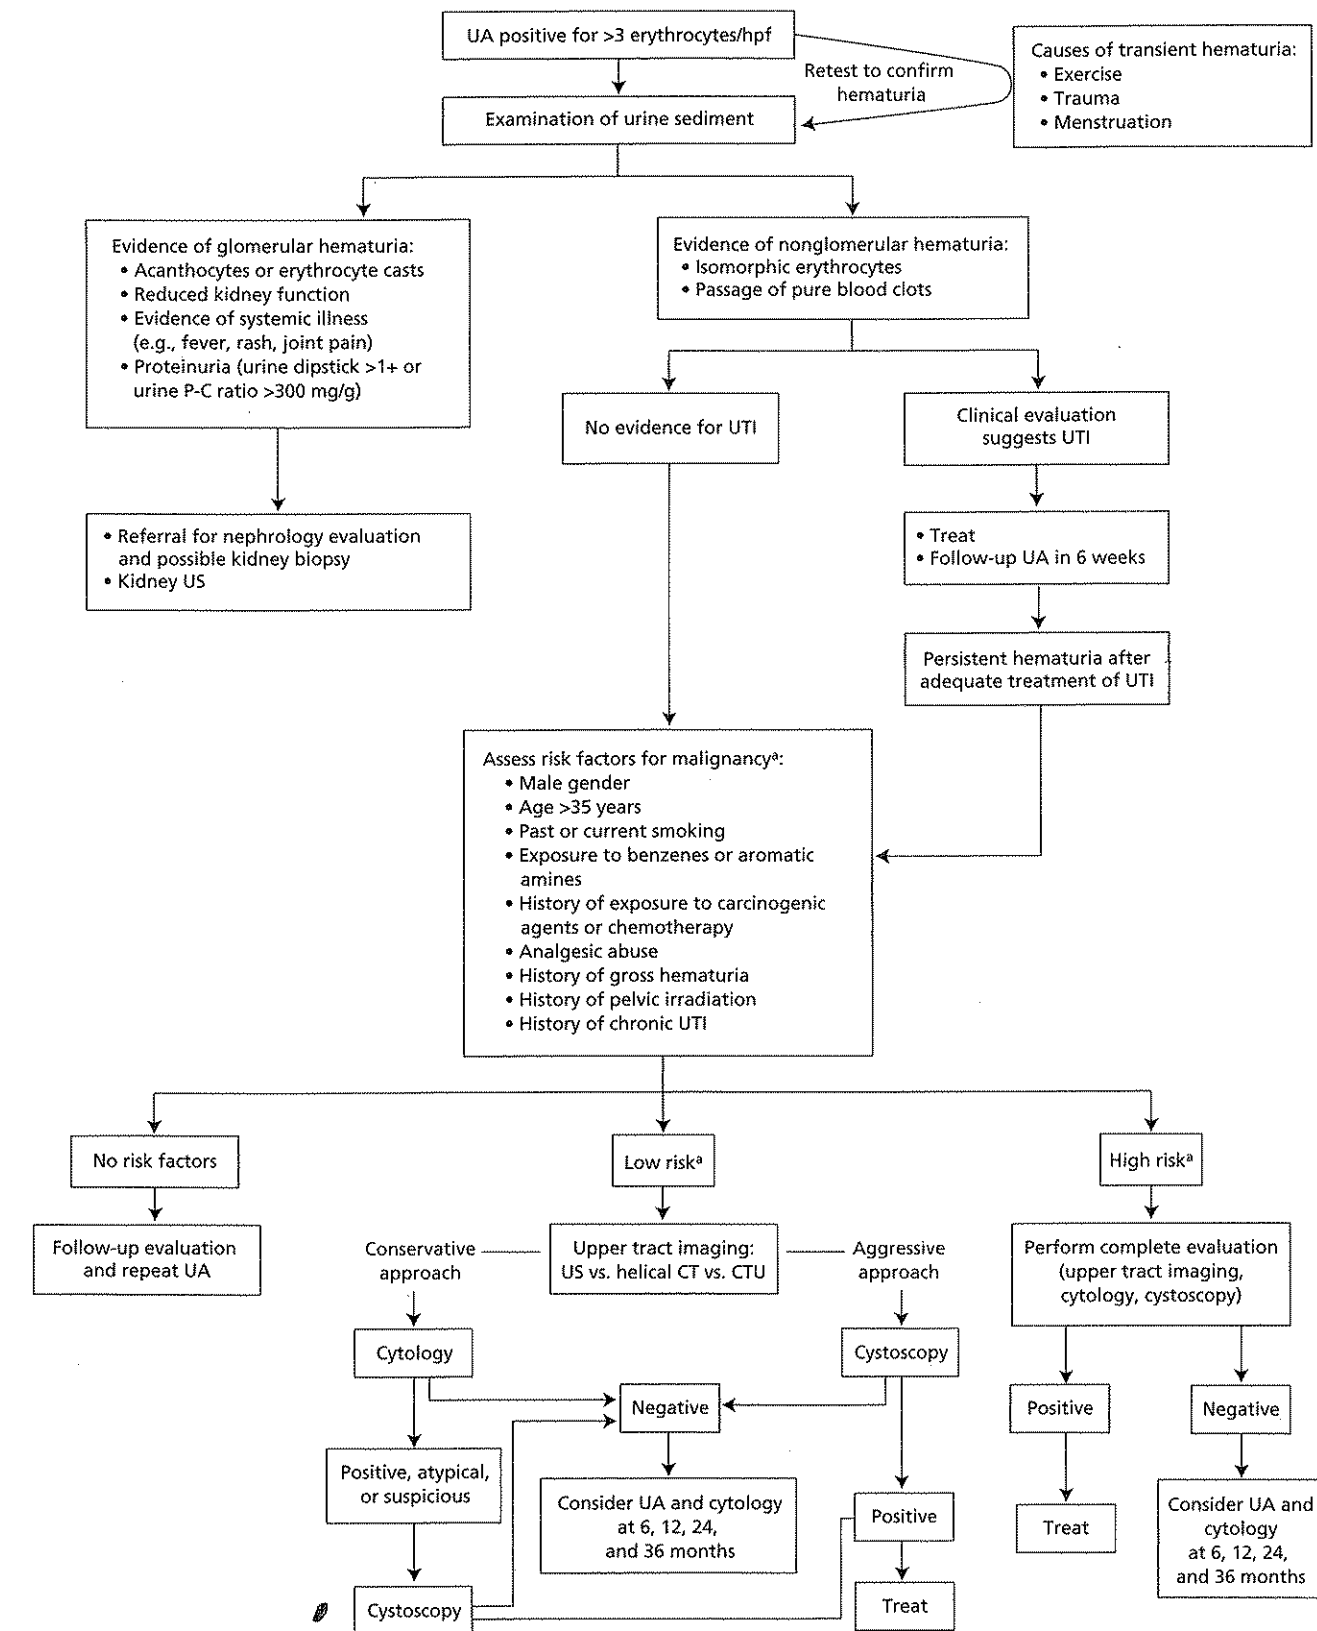 UA positive for >3 erythrocytes/hpf
Retest to confirm
hematuria
Causes of transient hematuria:
• Exercise
• Trauma
• Menstruation
Examination of urine sediment
Evidence of glomerular hematuria:
• Acanthocytes or erythrocyte casts
• Reduced kidney function
• Evidence of systemic illness
(e.g., fever, rash, joint pain)
• Proteinuria (urine dipstick >1+ or
urine P-C ratio >300 mg/g)
Evidence of nonglomerular hematuria:
• Isomorphic erythrocytes
• Passage of pure blood clots
No evidence for UTI
Clinical evaluation
suggests UTI
• Referral for nephrology evaluation
and possible kidney biopsy
• Kidney US
• Treat
• Follow-up UA in 6 weeks
Persistent hematuria after
adequate treatment of UTI
Assess risk factors for malignancyª:
• Male gender
• Age >35 years
• Past or current smoking
• Exposure to benzenes or aromatic
amines
• History of exposure to carcinogenic
agents or chemotherapy
• Analgesic abuse
• History of gross hematuria
• History of pelvic irradiation
• History of chronic UTI
No risk factors
Low riskª
High riskª
Follow-up evaluation
and repeat UA
Conservative
approach
Upper tract imaging:
US vs. helical CT vs. CTU
Aggressive
approach
Perform complete evaluation
(upper tract imaging,
cytology, cystoscopy)
Cytology
Cystoscopy
Negative
Positive
Negative
Positive, atypical,
or suspicious
Consider UA and cytology
at 6, 12, 24,
and 36 months
Positive
Treat
Consider UA and
cytology
at 6, 12, 24,
and 36 months
Cystoscopy
Treat